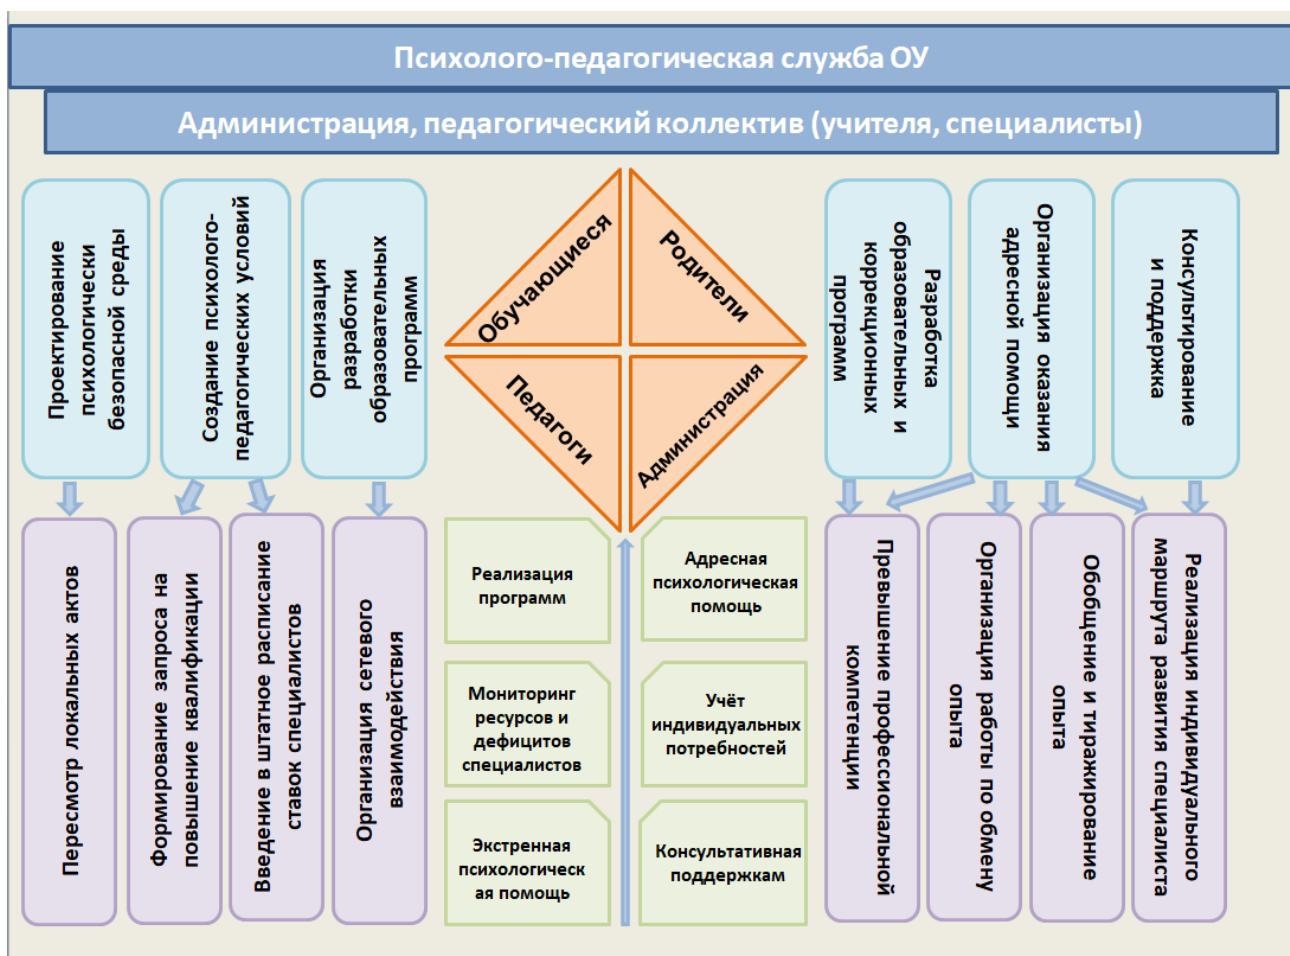 Психолого-педагогическая служба ОУ
Администрация, педагогический коллектив (учителя, специалисты)
Проектирование
психологически
безопасной среды
Создание психолого-
педагогических условий
Организация
разработки
образовательных
программ
Обучающиеся
Родители
Педагоги
Администрация
Разработка
образовательных и
коррекционных
программ
Организация оказания
адресной помощи
Консультирование
и поддержка
Пересмотр локальных актов
Формирование запроса на
повышение квалификации
Введение в штатное расписание
ставок специалистов
Организация сетевого
взаимодействия
Реализация
программ
Адресная
психологическая
помощь
Мониторинг
ресурсов и
дефицитов
специалистов
Учёт
индивидуальных
потребностей
Экстренная
психологическ
ая помощь
Консультативная
поддержкам
Превышение профессиональной
компетенции
Организация работы по обмену
опыта
Обобщение и тиражирование
опыта
Реализация индивидуального
маршрута развития специалиста